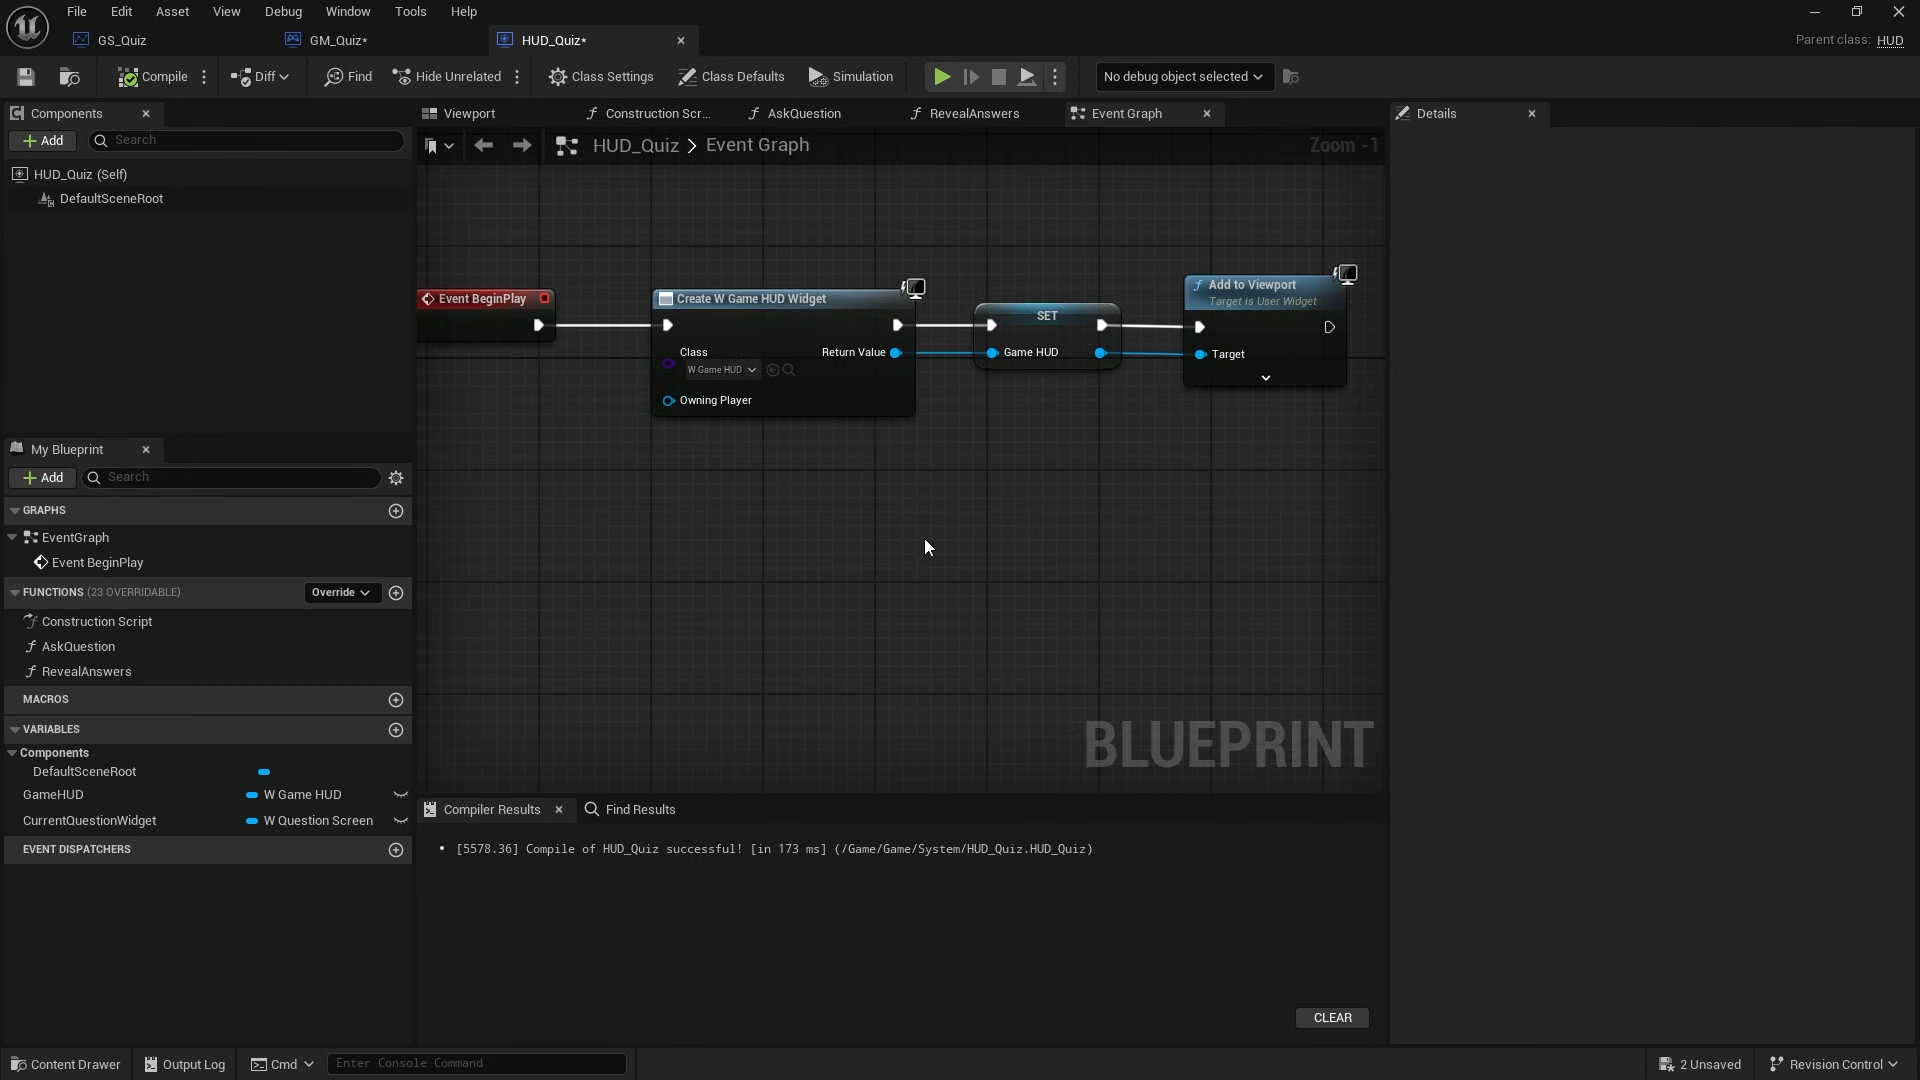 File Edit Asset View Debug Window Tools Help
GS_Quiz GM_Quiz* HUD_Quiz*
Parent class: HUD
Compile Diff Find Hide Unrelated Class Settings Class Defaults Simulation No debug object selected
Components
Viewport Construction Scr... AskQuestion RevealAnswers Event Graph
Details
Add Search
HUD_Quiz > Event Graph
Zoom -1
HUD_Quiz (Self)
DefaultSceneRoot
Event BeginPlay
Create W Game HUD Widget
Class
W Game HUD
Return Value
Owning Player
SET
Game HUD
Add to Viewport
Target is User Widget
Target
BLUEPRINT
My Blueprint
Add Search
GRAPHS
EventGraph
Event BeginPlay
FUNCTIONS (23 OVERRIDABLE) Override
Construction Script
AskQuestion
RevealAnswers
MACROS
VARIABLES
Components
DefaultSceneRoot
GameHUD W Game HUD
CurrentQuestionWidget W Question Screen
EVENT DISPATCHERS
Compiler Results Find Results
• [5578.36] Compile of HUD_Quiz successful! [in 173 ms] (/Game/Game/System/HUD_Quiz.HUD_Quiz)
CLEAR
Content Drawer Output Log Cmd Enter Console Command 2 Unsaved Revision Control